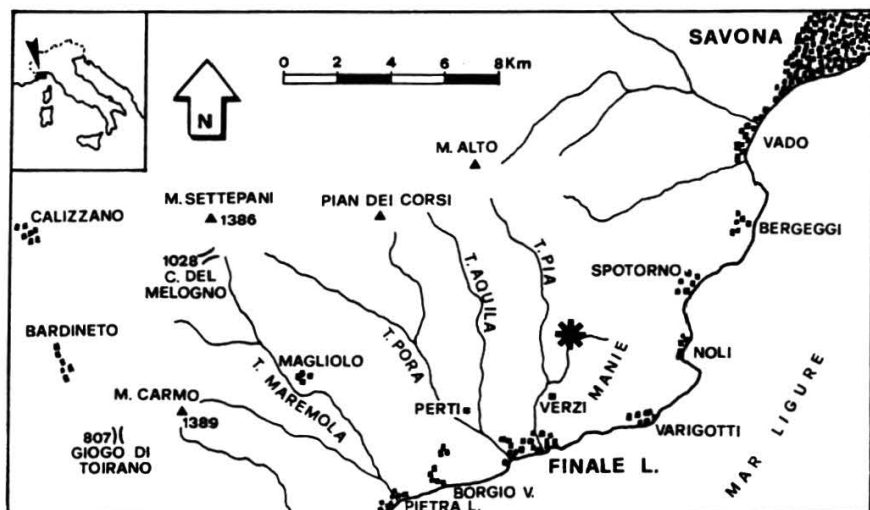 SAVONA
0 2 4 6 8Km
N
VADO
M. ALTO
M. SETTEPANI
1386
PIAN DEI CORSI
CALIZZANO
BERGEGGI
1028
C. DEL
MELOGNO
T. AQUILA
T. PIA
SPOTORNO
BARDINETO
T. PORA
MAGLIOLO
MANIE
NOLI
T. MAREMOLA
M. CARMO
1389
PERTI
VERZI
VARIGOTTI
807
GIOGO DI
TOIRANO
FINALE L.
MAR LIGURE
BORGIO V.
PIETRA L.